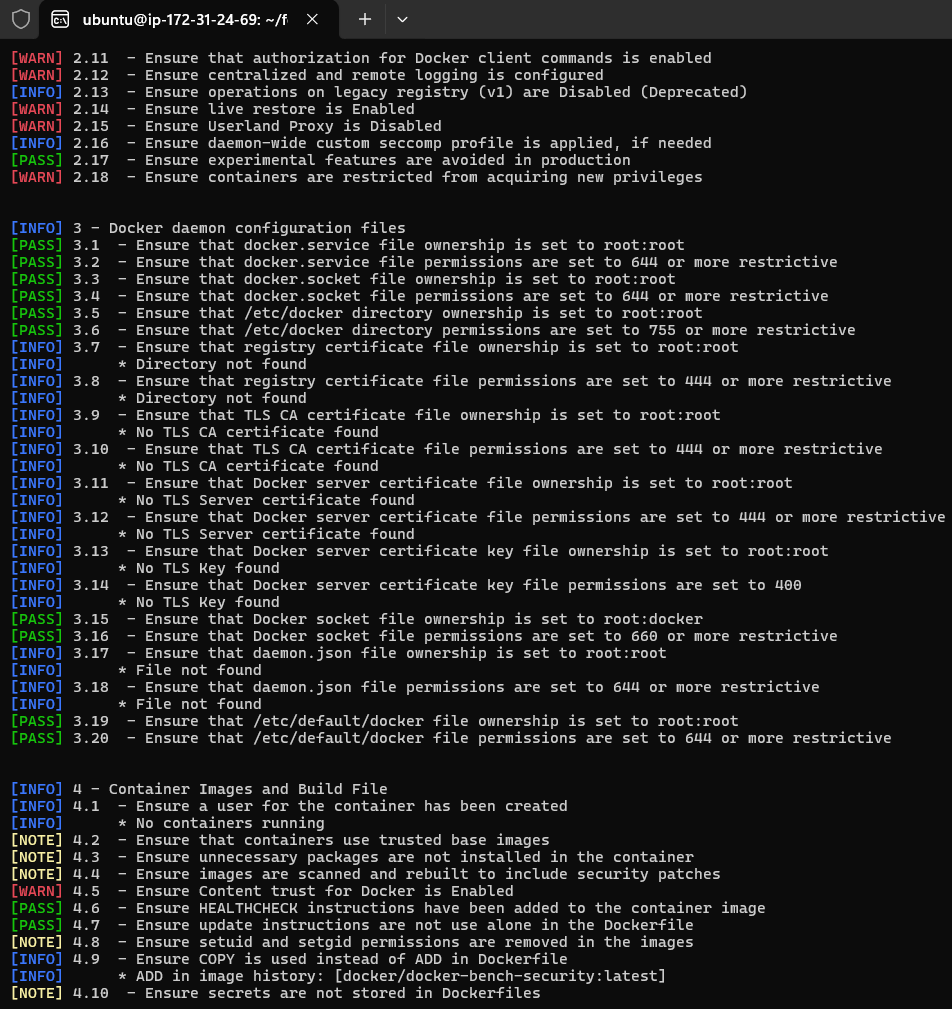 ubuntu@ip-172-31-24-69: ~/f
[WARN] 2.11  - Ensure that authorization for Docker client commands is enabled
[WARN] 2.12  - Ensure centralized and remote logging is configured
[INFO] 2.13  - Ensure operations on legacy registry (v1) are Disabled (Deprecated)
[WARN] 2.14  - Ensure live restore is Enabled
[WARN] 2.15  - Ensure Userland Proxy is Disabled
[INFO] 2.16  - Ensure daemon-wide custom seccomp profile is applied, if needed
[PASS] 2.17  - Ensure experimental features are avoided in production
[WARN] 2.18  - Ensure containers are restricted from acquiring new privileges
[INFO] 3 - Docker daemon configuration files
[PASS] 3.1  - Ensure that docker.service file ownership is set to root:root
[PASS] 3.2  - Ensure that docker.service file permissions are set to 644 or more restrictive
[PASS] 3.3  - Ensure that docker.socket file ownership is set to root:root
[PASS] 3.4  - Ensure that docker.socket file permissions are set to 644 or more restrictive
[PASS] 3.5  - Ensure that /etc/docker directory ownership is set to root:root
[PASS] 3.6  - Ensure that /etc/docker directory permissions are set to 755 or more restrictive
[INFO] 3.7  - Ensure that registry certificate file ownership is set to root:root
[INFO]      * Directory not found
[INFO] 3.8  - Ensure that registry certificate file permissions are set to 444 or more restrictive
[INFO]      * Directory not found
[INFO] 3.9  - Ensure that TLS CA certificate file ownership is set to root:root
[INFO]      * No TLS CA certificate found
[INFO] 3.10  - Ensure that TLS CA certificate file permissions are set to 444 or more restrictive
[INFO]      * No TLS CA certificate found
[INFO] 3.11  - Ensure that Docker server certificate file ownership is set to root:root
[INFO]      * No TLS Server certificate found
[INFO] 3.12  - Ensure that Docker server certificate file permissions are set to 444 or more restrictive
[INFO]      * No TLS Server certificate found
[INFO] 3.13  - Ensure that Docker server certificate key file ownership is set to root:root
[INFO]      * No TLS Key found
[INFO] 3.14  - Ensure that Docker server certificate key file permissions are set to 400
[INFO]      * No TLS Key found
[PASS] 3.15  - Ensure that Docker socket file ownership is set to root:docker
[PASS] 3.16  - Ensure that Docker socket file permissions are set to 660 or more restrictive
[INFO] 3.17  - Ensure that daemon.json file ownership is set to root:root
[INFO]      * File not found
[INFO] 3.18  - Ensure that daemon.json file permissions are set to 644 or more restrictive
[INFO]      * File not found
[PASS] 3.19  - Ensure that /etc/default/docker file ownership is set to root:root
[PASS] 3.20  - Ensure that /etc/default/docker file permissions are set to 644 or more restrictive
[INFO] 4 - Container Images and Build File
[INFO] 4.1  - Ensure a user for the container has been created
[INFO]      * No containers running
[NOTE] 4.2  - Ensure that containers use trusted base images
[NOTE] 4.3  - Ensure unnecessary packages are not installed in the container
[NOTE] 4.4  - Ensure images are scanned and rebuilt to include security patches
[WARN] 4.5  - Ensure Content trust for Docker is Enabled
[PASS] 4.6  - Ensure HEALTHCHECK instructions have been added to the container image
[PASS] 4.7  - Ensure update instructions are not use alone in the Dockerfile
[NOTE] 4.8  - Ensure setuid and setgid permissions are removed in the images
[INFO] 4.9  - Ensure COPY is used instead of ADD in Dockerfile
[INFO]      * ADD in image history: [docker/docker-bench-security:latest]
[NOTE] 4.10  - Ensure secrets are not stored in Dockerfiles